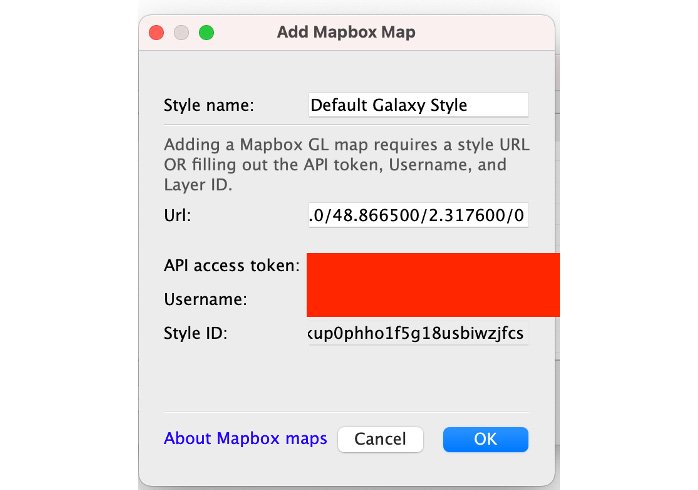 Add Mapbox Map
Style name: Default Galaxy Style
Adding a Mapbox GL map requires a style URL
OR filling out the API token, Username, and
Layer ID.
Url: .0/48.866500/2.317600/0
API access token:
Username:
Style ID: kup0phho1f5g18usbiwzjfcs
About Mapbox maps Cancel OK